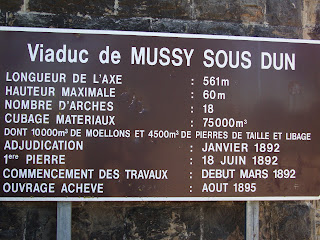 Viaduc de MUSSY SOUS DUN
LONGUEUR DE L'AXE : 561m
HAUTEUR MAXIMALE : 60m
NOMBRE D'ARCHES : 18
CUBAGE MATERIAUX : 75000m³
DONT 10000m³ DE MOELLONS ET 4500m³ DE PIERRES DE TAILLE ET LIBAGE
ADJUDICATION : JANVIER 1892
1ere PIERRE : 18 JUIN 1892
COMMENCEMENT DES TRAVAUX : DEBUT MARS 1892
OUVRAGE ACHEVE : AOUT 1895